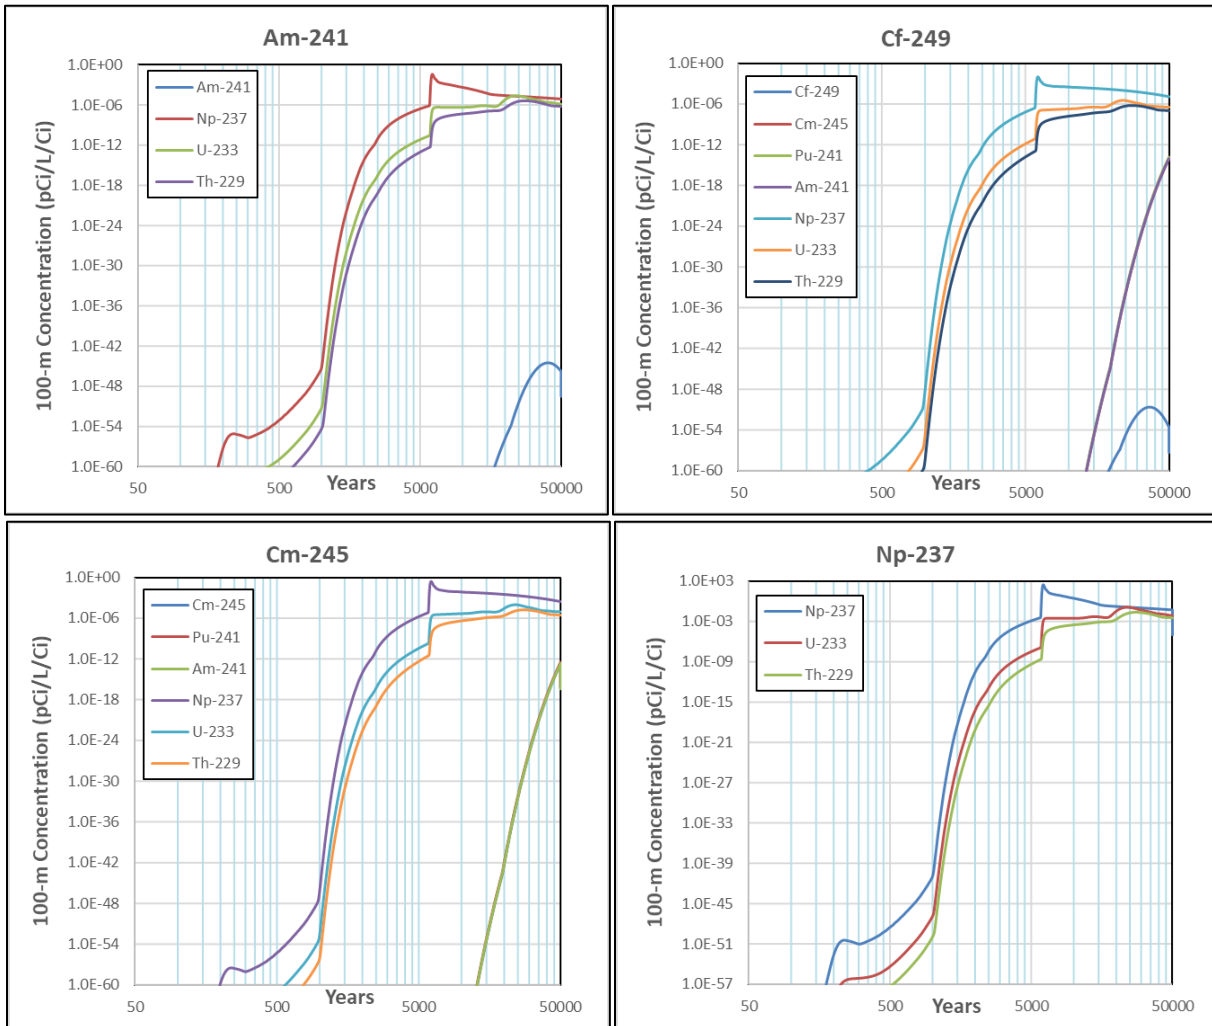 Am-241
100-m Concentration (pCi/L/Ci)
1.0E+00
1.0E-06
1.0E-12
1.0E-18
1.0E-24
1.0E-30
1.0E-36
1.0E-42
1.0E-48
1.0E-54
1.0E-60
Am-241
Np-237
U-233
Th-229
50
500
5000
50000
Years
Cf-249
100-m Concentration (pCi/L/Ci)
1.0E+00
1.0E-06
1.0E-12
1.0E-18
1.0E-24
1.0E-30
1.0E-36
1.0E-42
1.0E-48
1.0E-54
1.0E-60
Cf-249
Cm-245
Pu-241
Am-241
Np-237
U-233
Th-229
50
500
5000
50000
Years
Cm-245
100-m Concentration (pCi/L/Ci)
1.0E+00
1.0E-06
1.0E-12
1.0E-18
1.0E-24
1.0E-30
1.0E-36
1.0E-42
1.0E-48
1.0E-54
1.0E-60
Cm-245
Pu-241
Am-241
Np-237
U-233
Th-229
50
500
5000
50000
Years
Np-237
100-m Concentration (pCi/L/Ci)
1.0E+03
1.0E-03
1.0E-09
1.0E-15
1.0E-21
1.0E-27
1.0E-33
1.0E-39
1.0E-45
1.0E-51
1.0E-57
Np-237
U-233
Th-229
50
500
5000
50000
Years